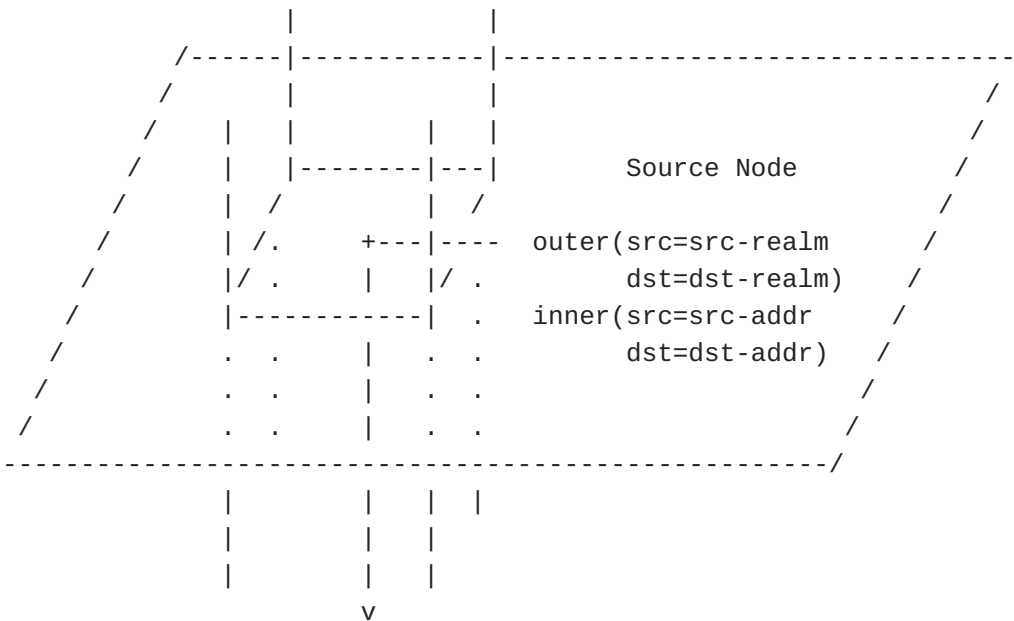 Source Node
outer(src=src-realm
dst=dst-realm)
inner(src=src-addr
dst=dst-addr)
v